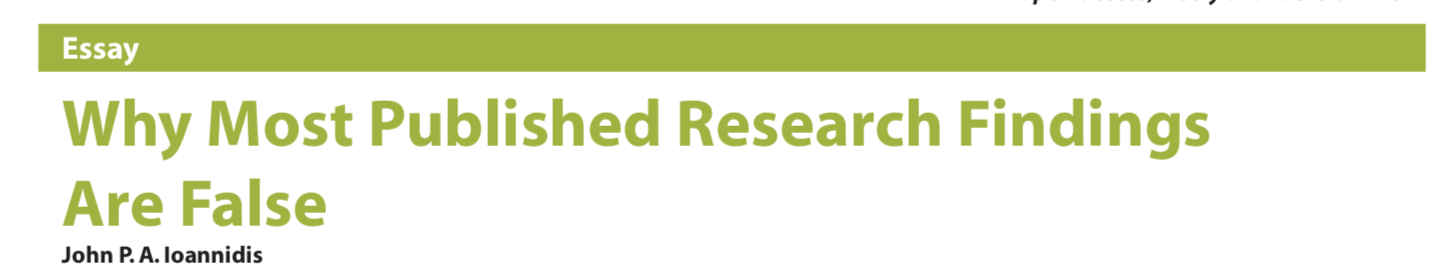 Essay
Why Most Published Research Findings
Are False
John P. A. Ioannidis